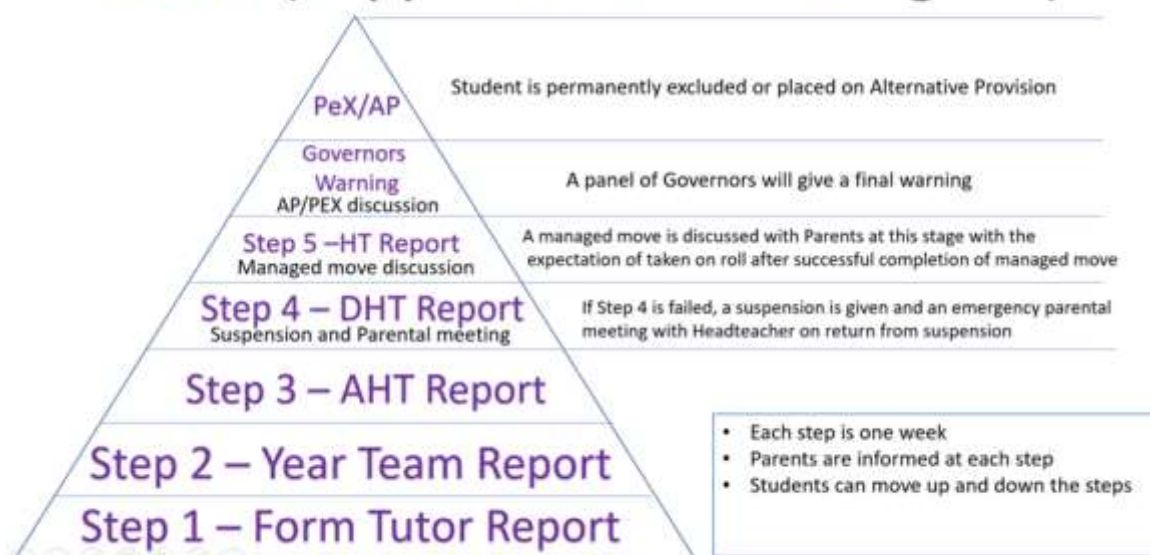 PeX/AP
Student is permanently excluded or placed on Alternative Provision
Governors
Warning
AP/PEX discussion
A panel of Governors will give a final warning
Step 5 –HT Report
Managed move discussion
A managed move is discussed with Parents at this stage with the
expectation of taken on roll after successful completion of managed move
Step 4 – DHT Report
Suspension and Parental meeting
If Step 4 is failed, a suspension is given and an emergency parental
meeting with Headteacher on return from suspension
Step 3 – AHT Report
Step 2 – Year Team Report
Step 1 – Form Tutor Report
• Each step is one week
• Parents are informed at each step
• Students can move up and down the steps